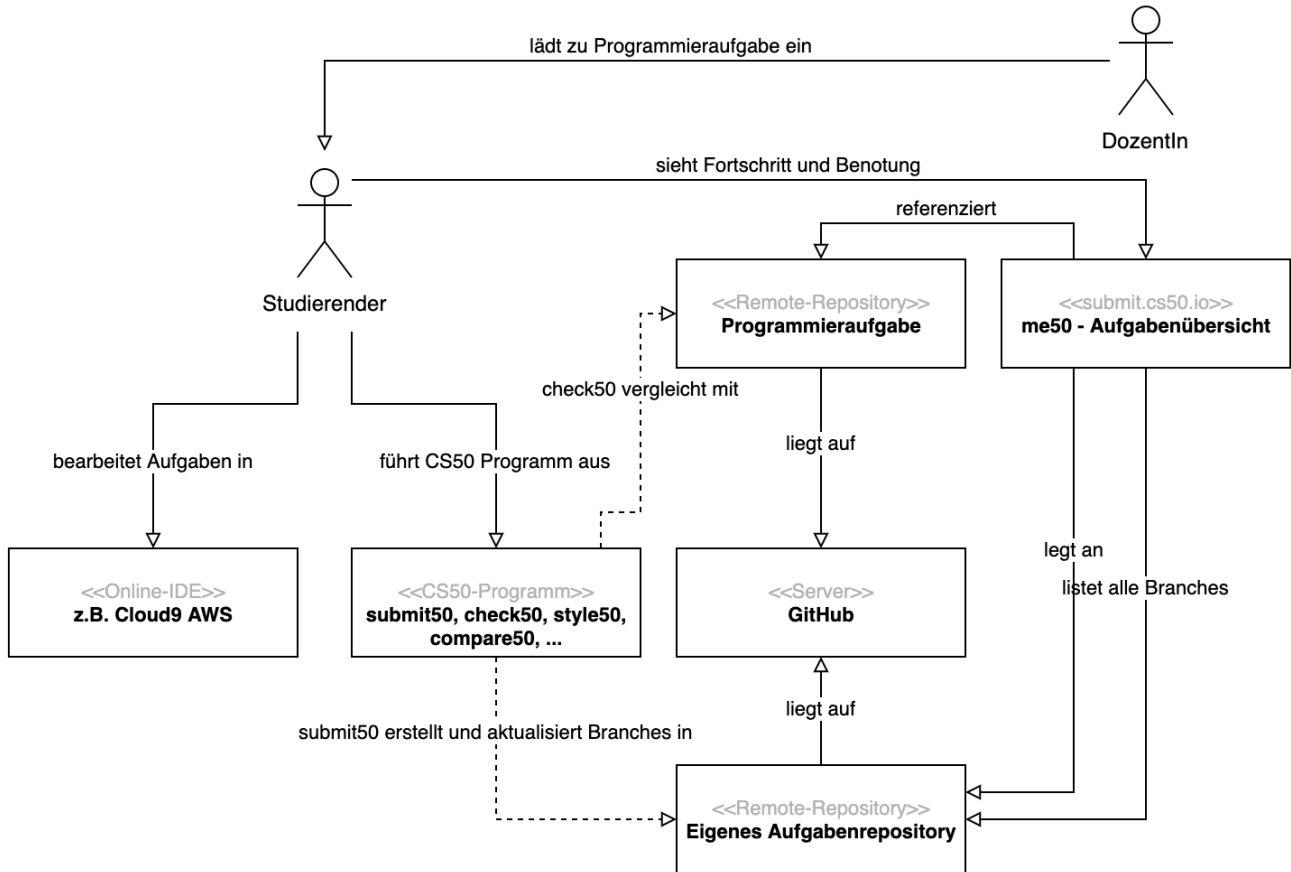 lädt zu Programmieraufgabe ein
DozentIn
sieht Fortschritt und Benotung
referenziert
Studierender
<<Remote-Repository>>
Programmieraufgabe
<<submit.cs50.io>>
me50 - Aufgabenübersicht
check50 vergleicht mit
liegt auf
bearbeitet Aufgaben in
führt CS50 Programm aus
legt an
listet alle Branches
<<Online-IDE>>
z.B. Cloud9 AWS
<<CS50-Programm>>
submit50, check50, style50,
compare50, ...
<<Server>>
GitHub
liegt auf
submit50 erstellt und aktualisiert Branches in
<<Remote-Repository>>
Eigenes Aufgabenrepository